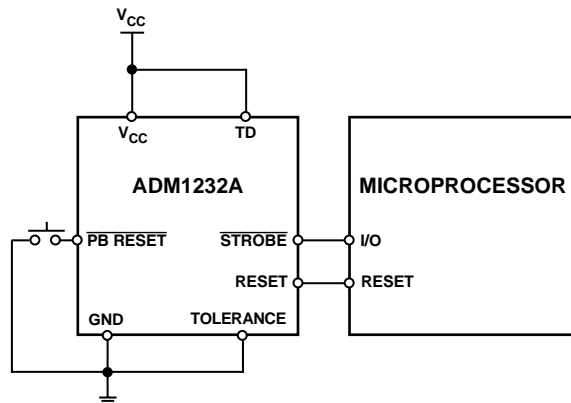 VCC
VCC
TD
ADM1232A
MICROPROCESSOR
PB RESET
STROBE
I/O
RESET
RESET
GND
TOLERANCE